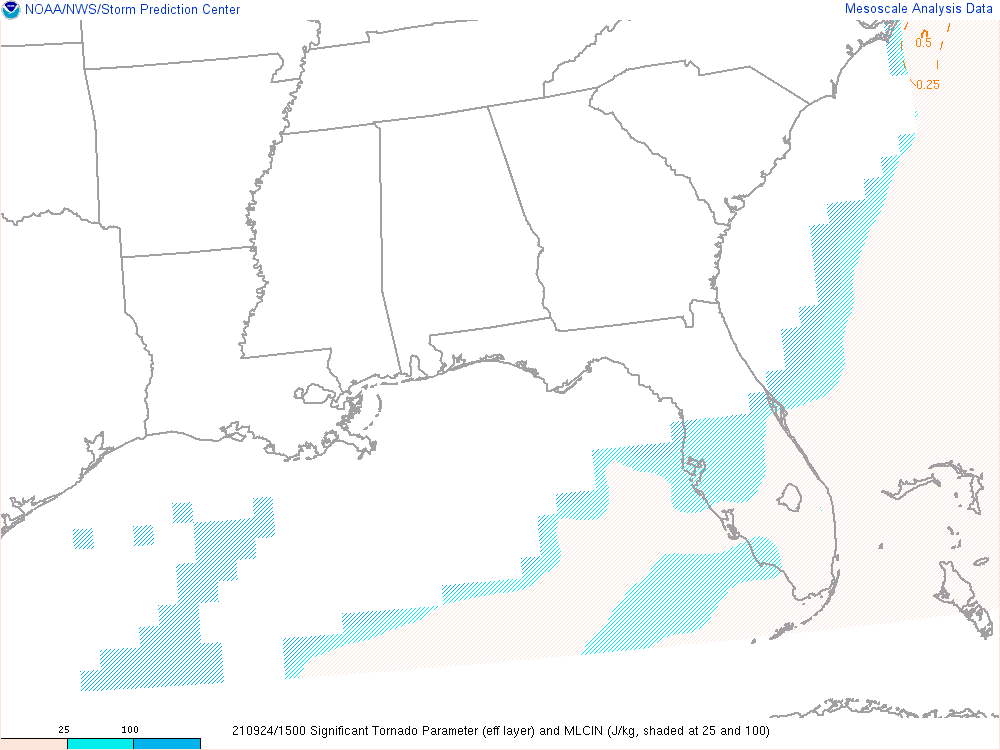 NOAA/NWS/Storm Prediction Center
Mesoscale Analysis Data
0.5
0.25
25 100
210924/1500 Significant Tornado Parameter (eff layer) and MLCIN (J/kg, shaded at 25 and 100)